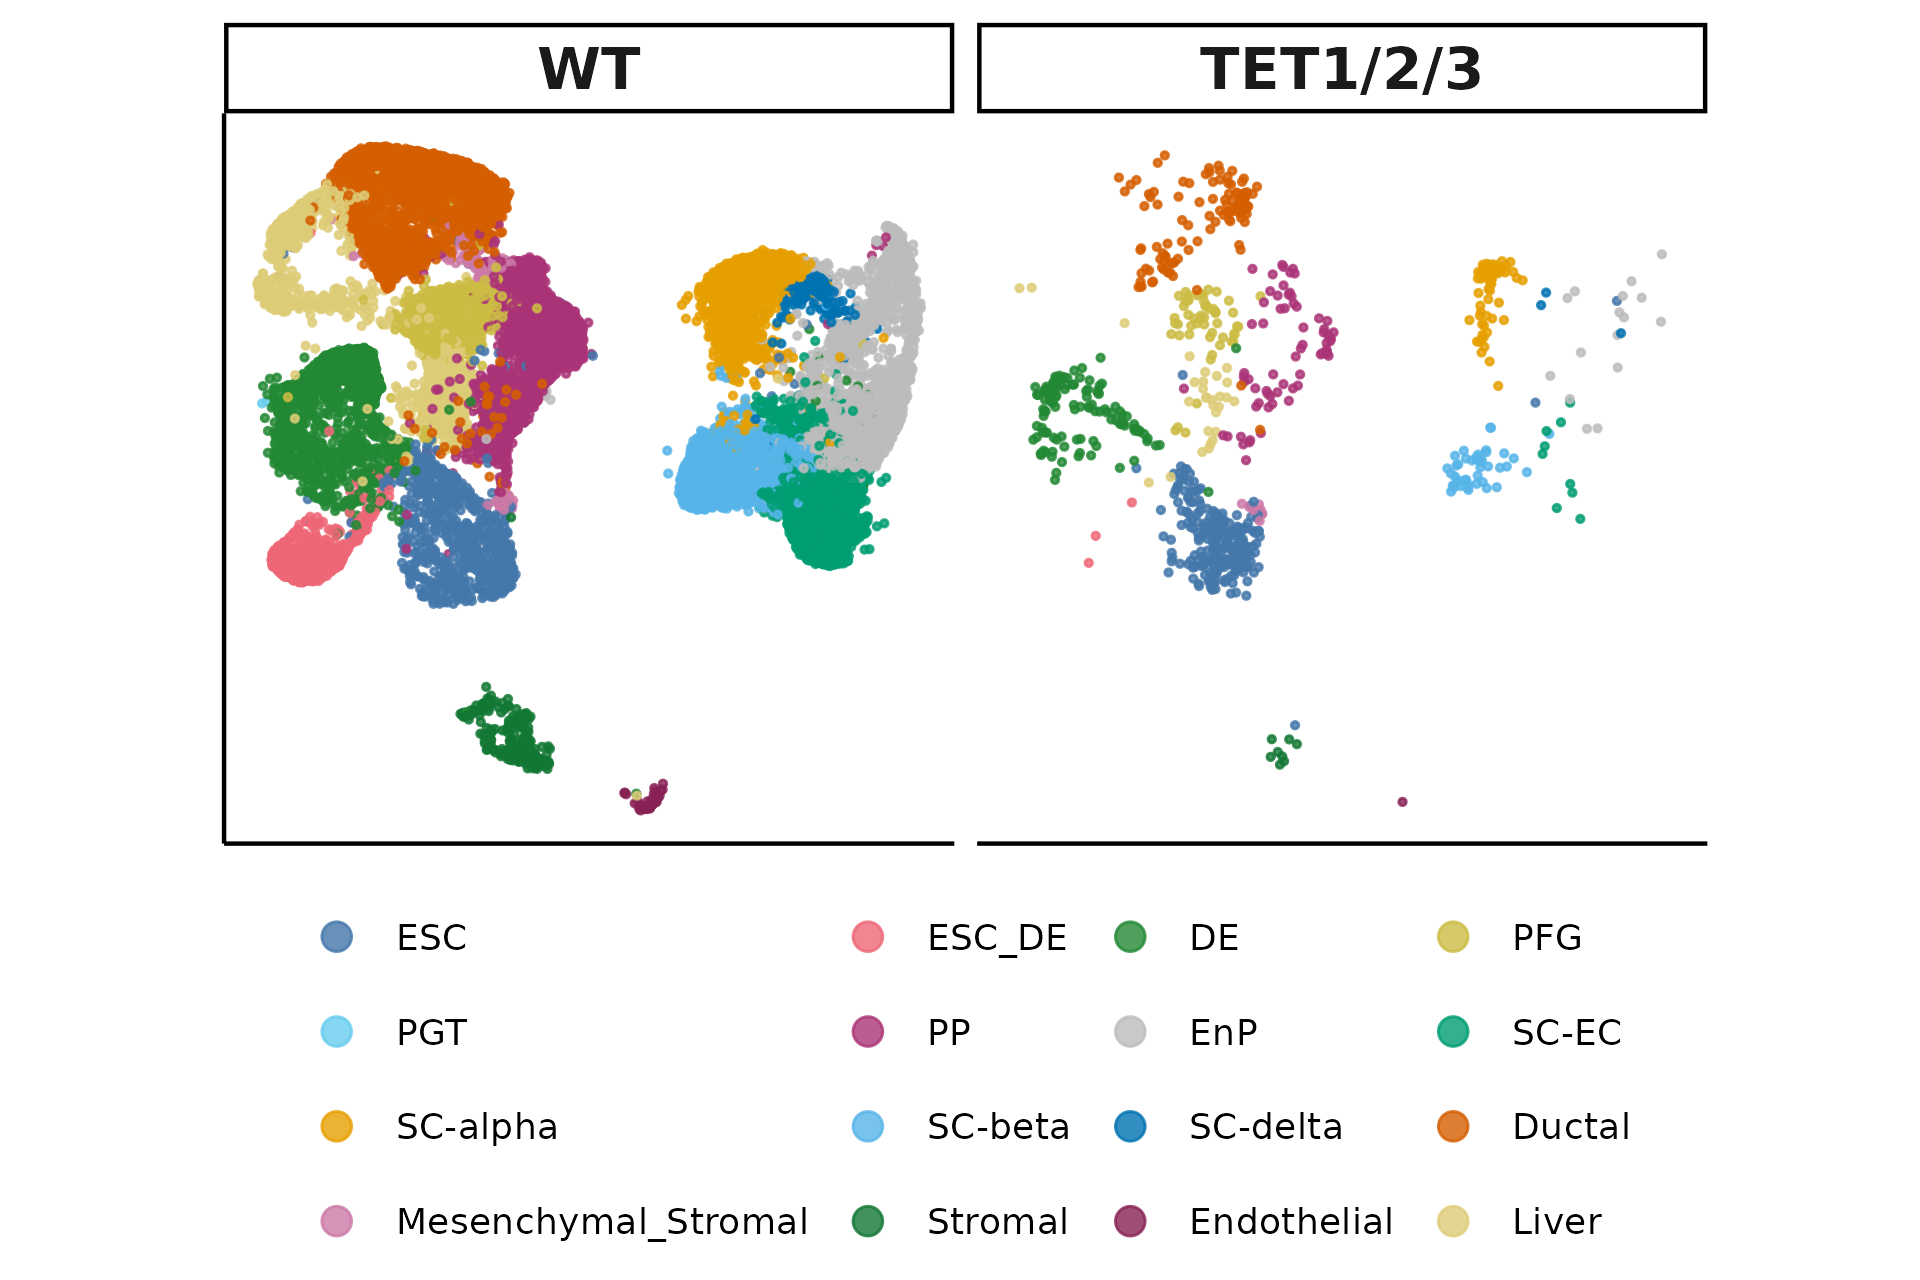 WT TET1/2/3
ESC ESC_DE DE PFG
PGT PP EnP SC-EC
SC-alpha SC-beta SC-delta Ductal
Mesenchymal_Stromal Stromal Endothelial Liver